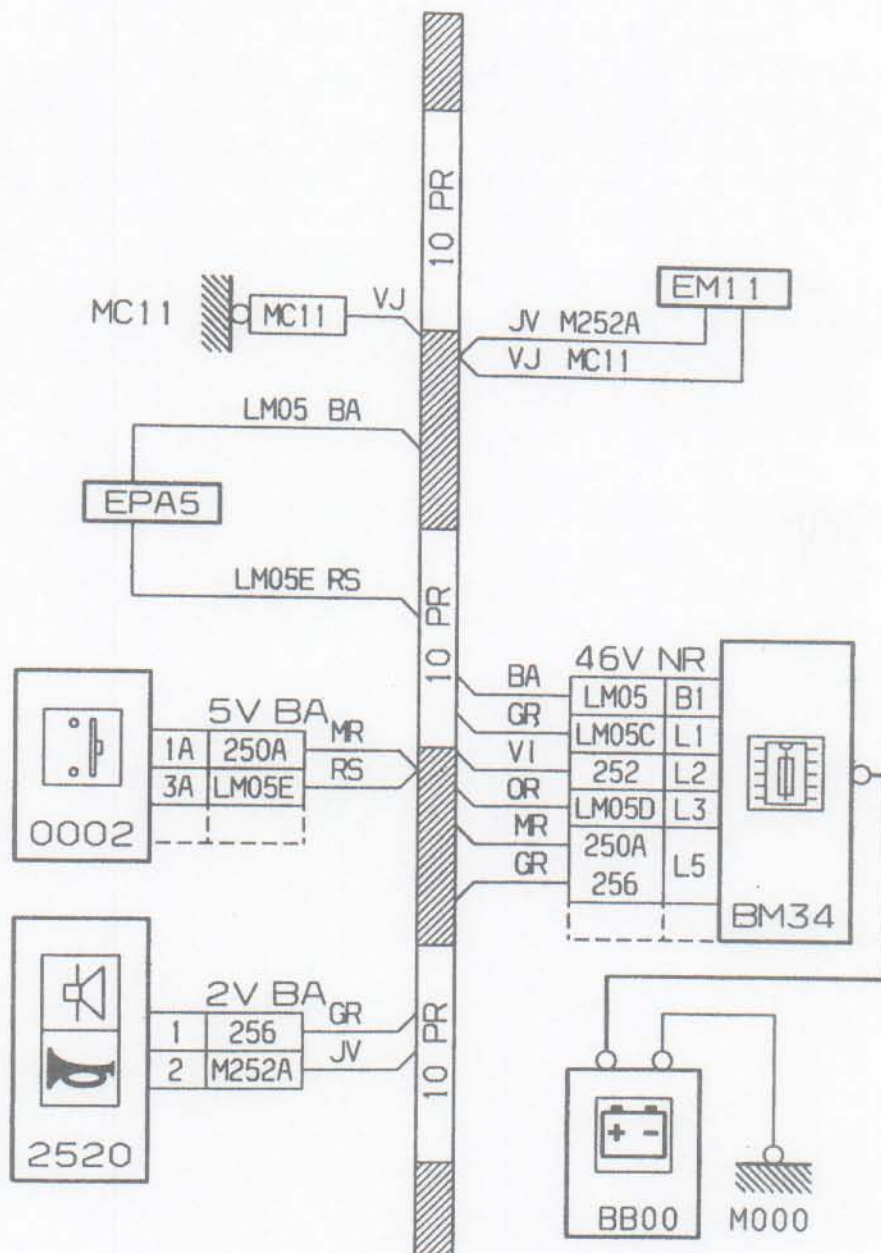 10 PR
MC11
MC11
VJ
EM11
JV M252A
VJ MC11
LM05 BA
EPA5
LM05E RS
10 PR
5V BA
1A 250A MR
3A LM05E RS
0002
46V NR
BA LM05 B1
GR LM05C L1
VI 252 L2
OR LM05D L3
MR 250A
L5
GR 256
BM34
2V BA
1 256 GR
2 M252A JV
2520
10 PR
+ -
BB00
M000